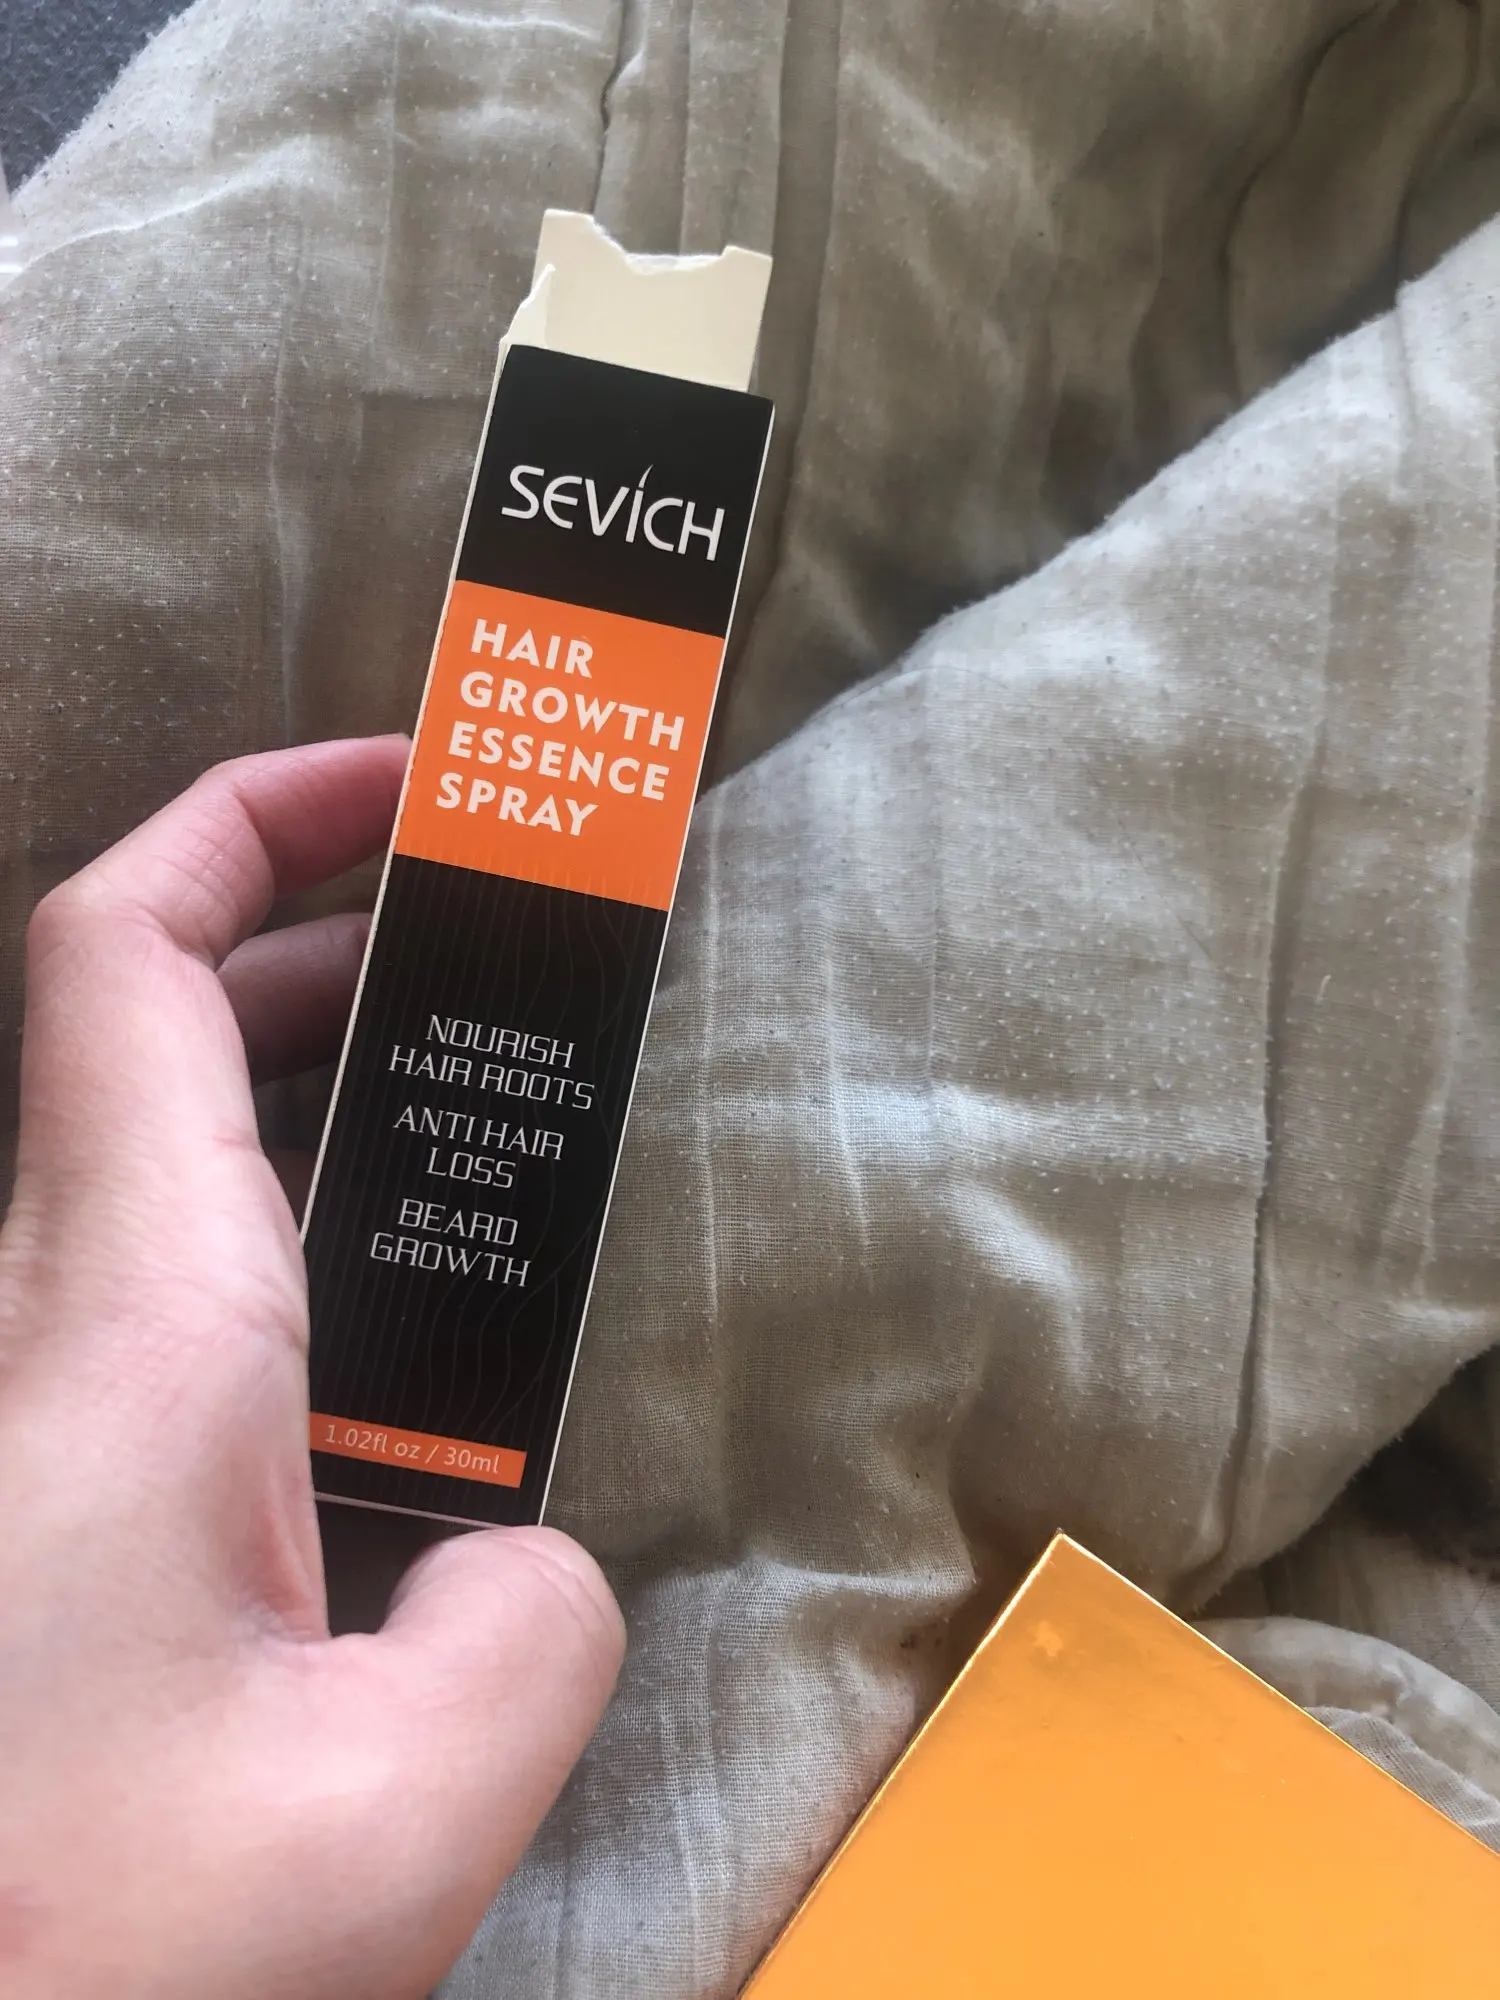 SEVICH
HAIR
GROWTH
ESSENCE
SPRAY
NOURISH
HAIR ROOTS
ANTI HAIR
LOSS
BEARD
GROWTH
1.02fl oz / 30ml